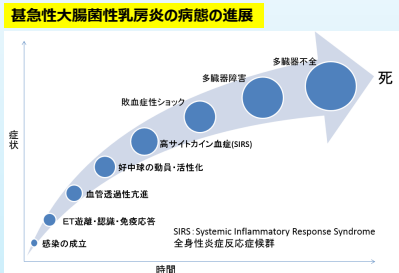 甚急性大腸菌性乳房炎の病態の進展
多臓器不全
死
多臓器障害
敗血症性ショック
高サイトカイン血症(SIRS)
好中球の動員・活性化
血管透過性亢進
ET遊離・認識・免疫応答
感染の成立
症状
SIRS：Systemic Inflammatory Response Syndrome
全身性炎症反応症候群
時間